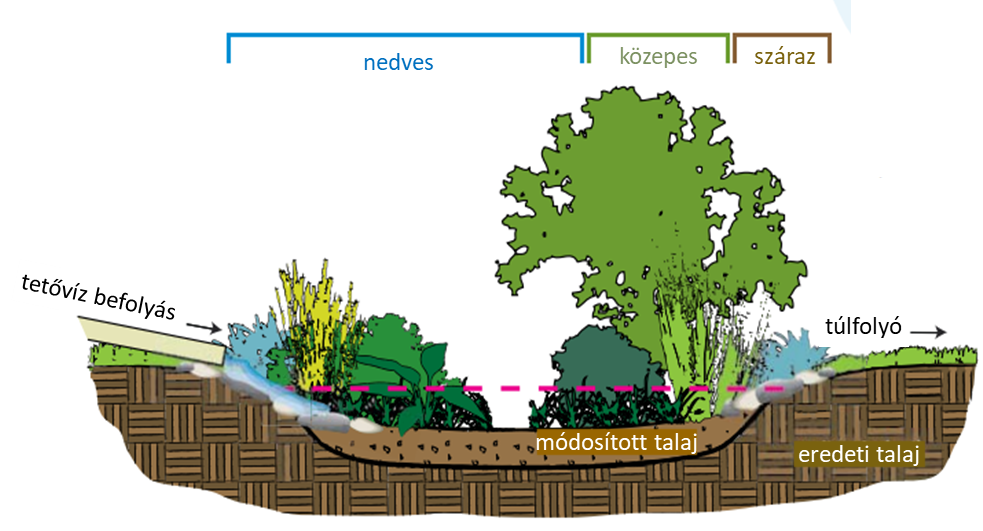 nedves
közepes
száraz
tetővíz befolyás
túlfolyó
módosított talaj
eredeti talaj